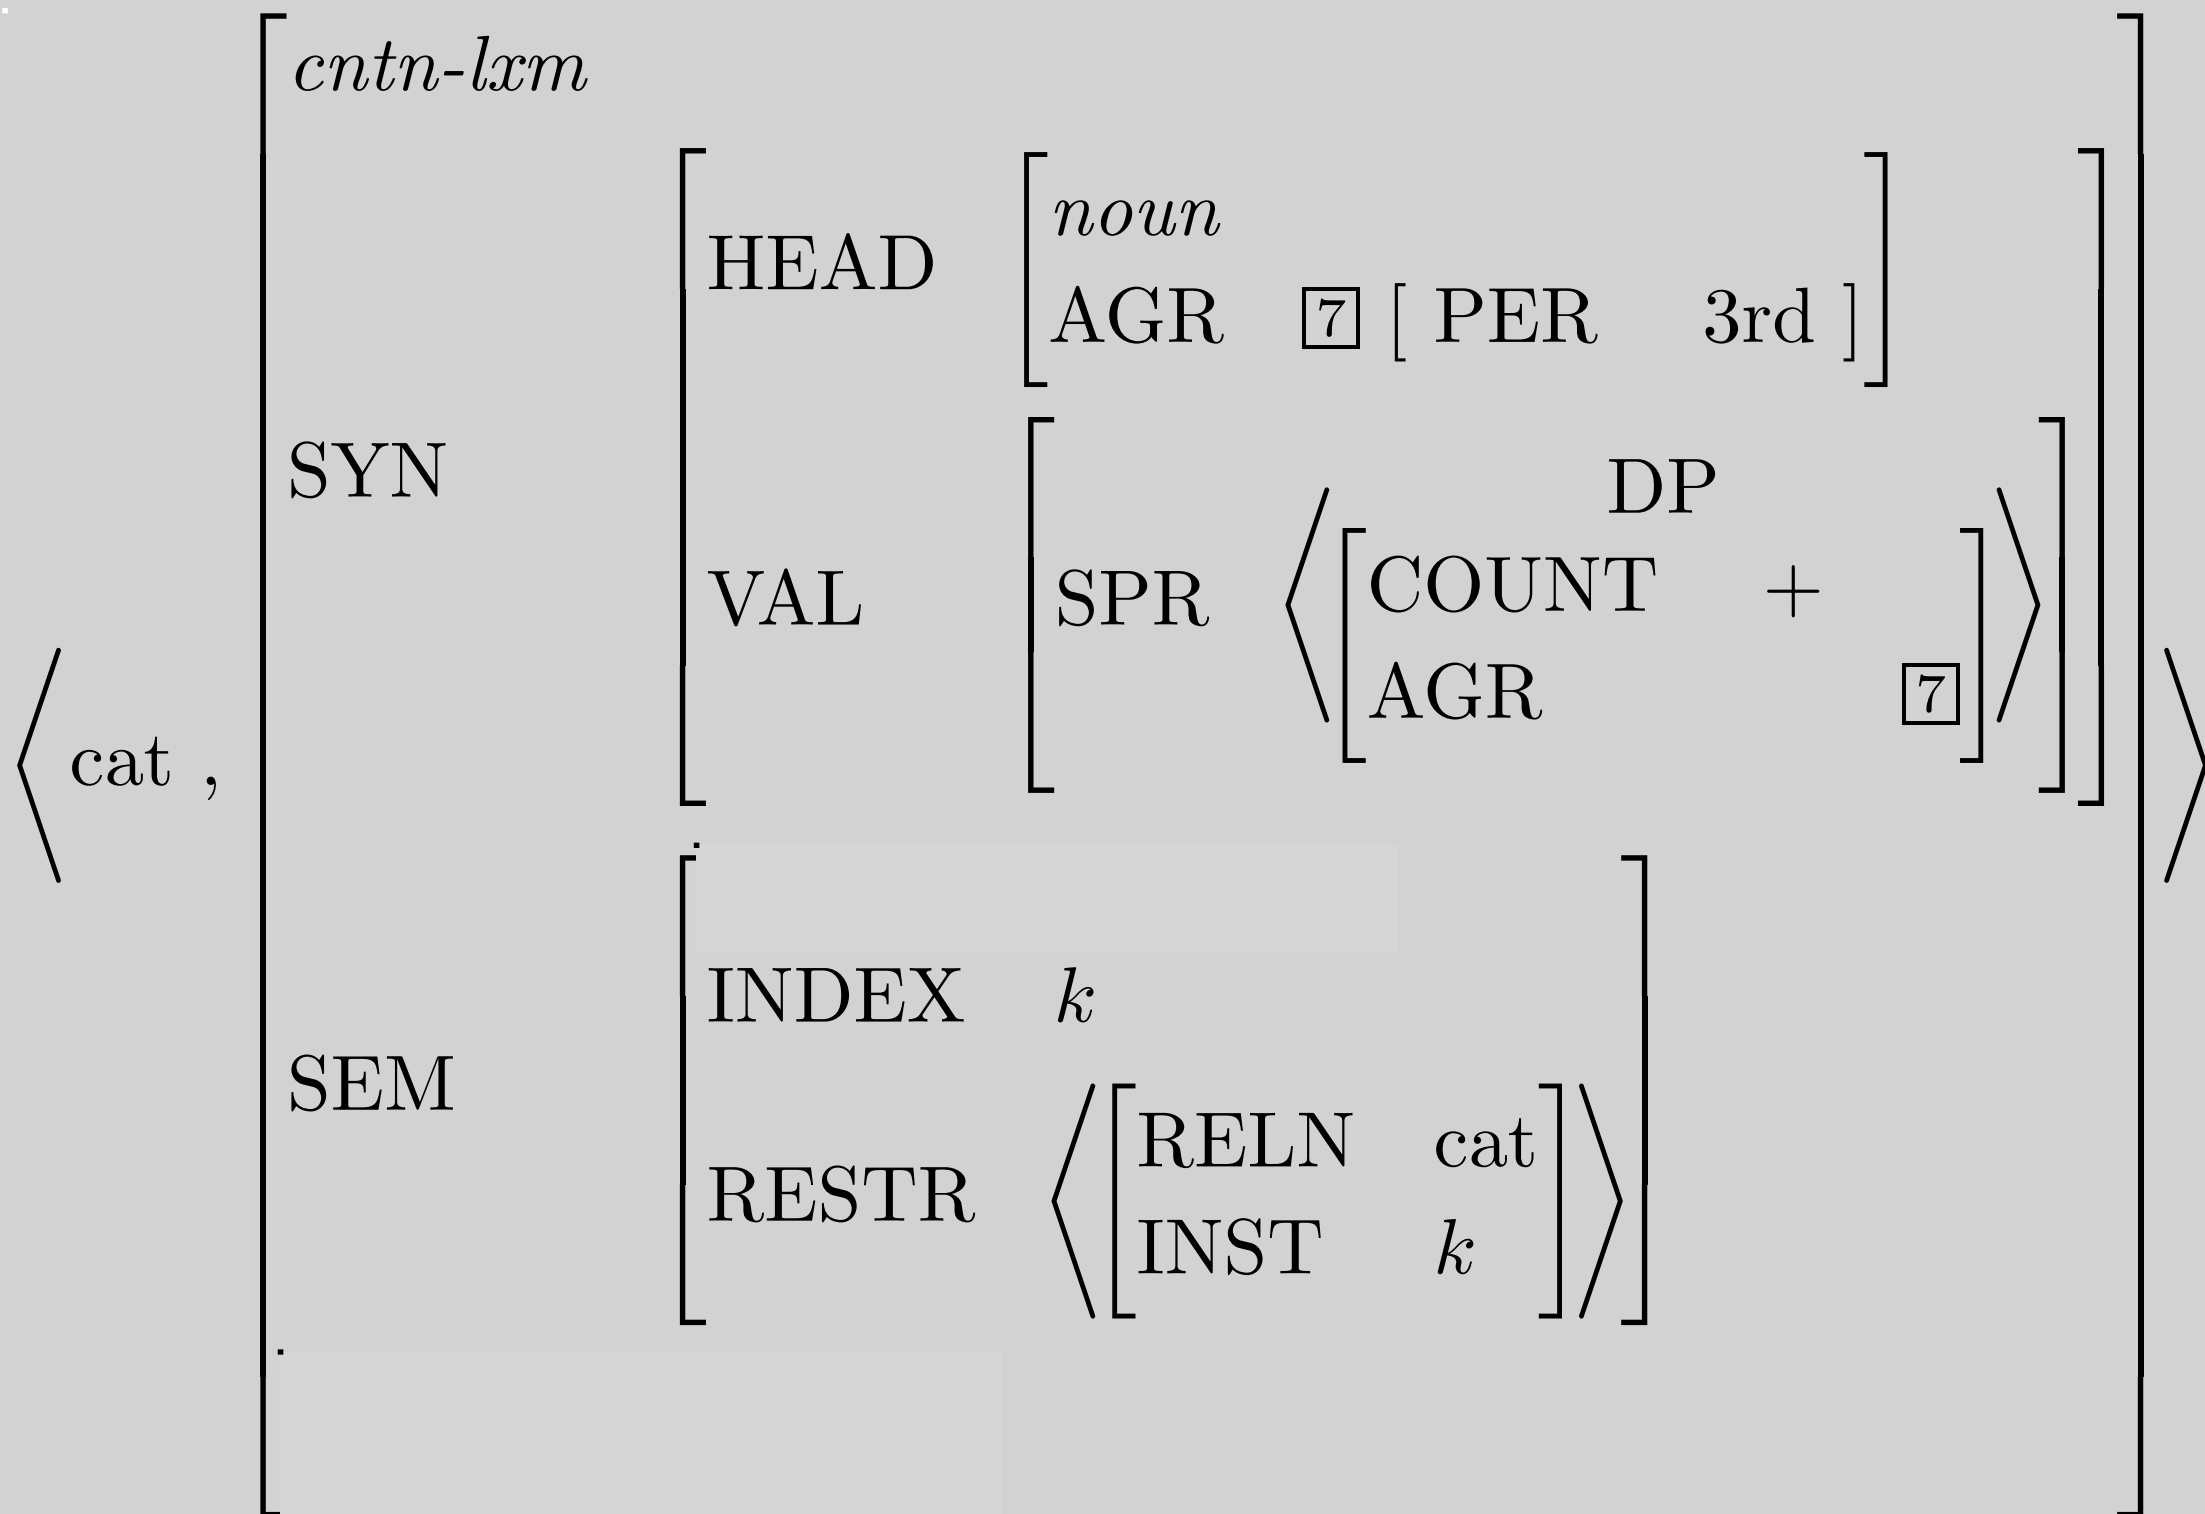 cntn-lxm
noun
HEAD
AGR 7 [ PER 3rd ]
SYN
DP
VAL SPR COUNT +
AGR 7
⟨ cat , ⟩
INDEX k
SEM
RELN cat
RESTR
INST k